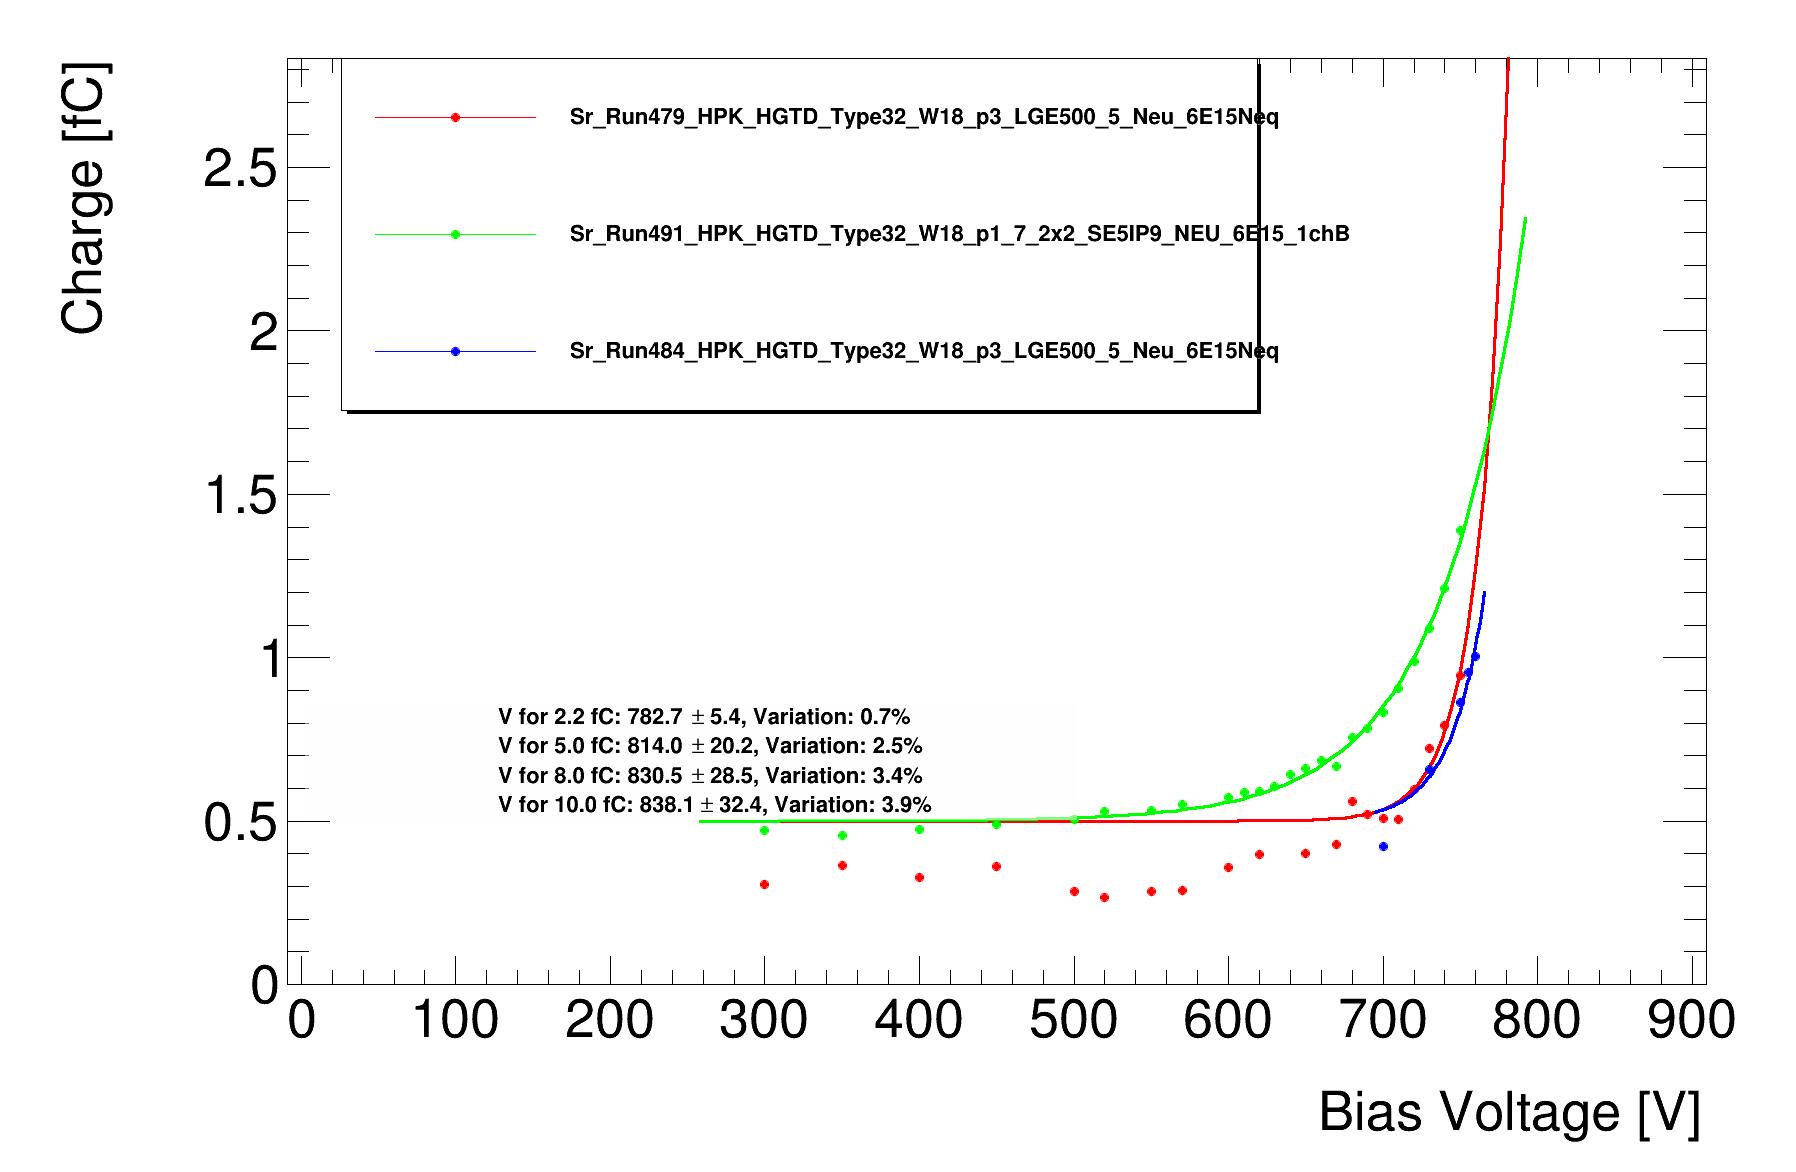 Charge [fC]
Sr_Run479_HPK_HGTD_Type32_W18_p3_LGE500_5_Neu_6E15Neq
2.5
Sr_Run491_HPK_HGTD_Type32_W18_p1_7_2x2_SE5IP9_NEU_6E15_1chB
2
Sr_Run484_HPK_HGTD_Type32_W18_p3_LGE500_5_Neu_6E15Neq
1.5
1
V for 2.2 fC: 782.7 ± 5.4, Variation: 0.7%
V for 5.0 fC: 814.0 ± 20.2, Variation: 2.5%
V for 8.0 fC: 830.5 ± 28.5, Variation: 3.4%
V for 10.0 fC: 838.1 ± 32.4, Variation: 3.9%
0.5
0
0 100 200 300 400 500 600 700 800 900
Bias Voltage [V]